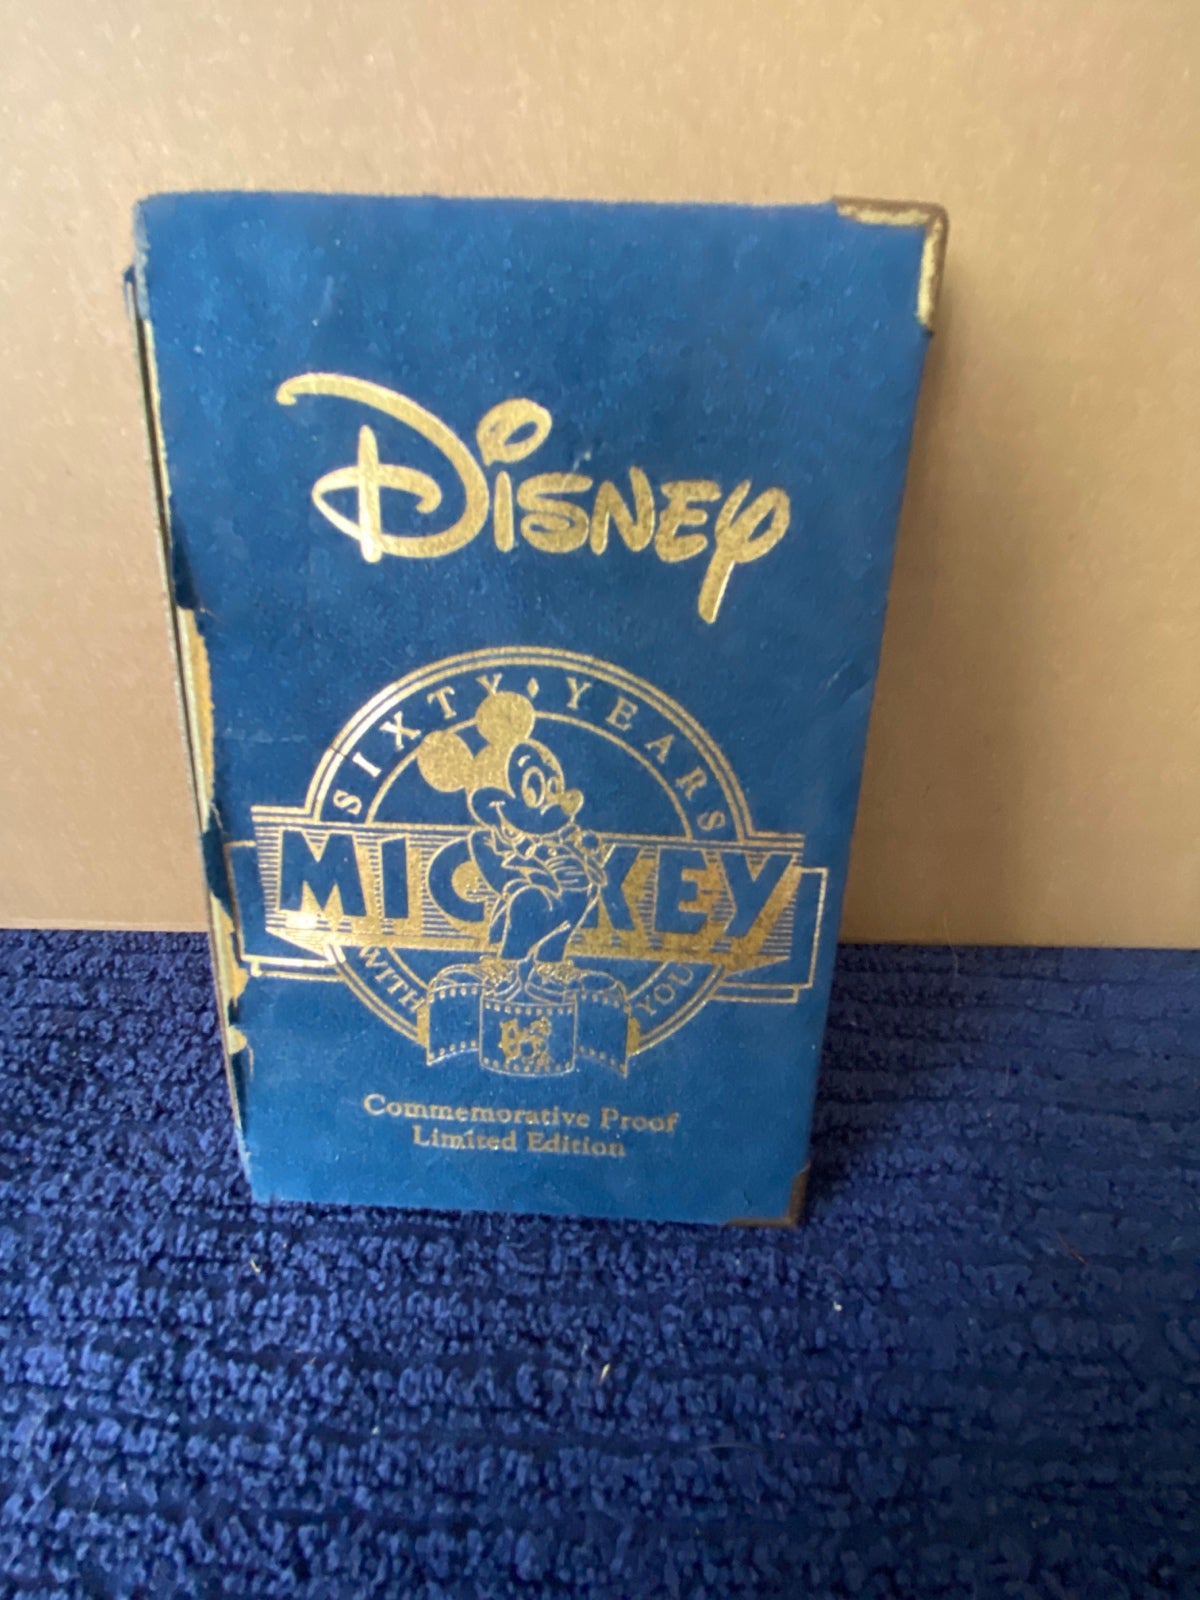 Disney
SIXTY YEARS
MICKEY
WITH YOU
Commemorative Proof
Limited Edition